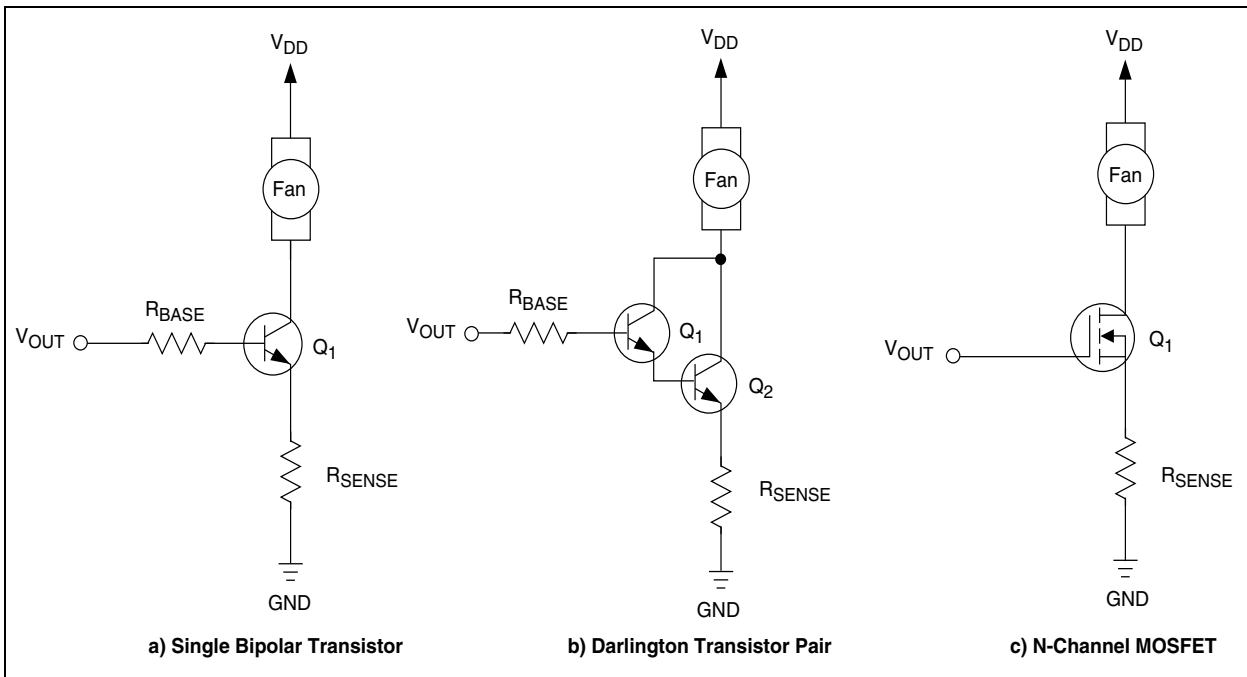 VDD
Fan
RBASE
VOUT
Q1
RSENSE
GND
a) Single Bipolar Transistor
VDD
Fan
RBASE
VOUT
Q1
Q2
RSENSE
GND
b) Darlington Transistor Pair
VDD
Fan
VOUT
Q1
RSENSE
GND
c) N-Channel MOSFET